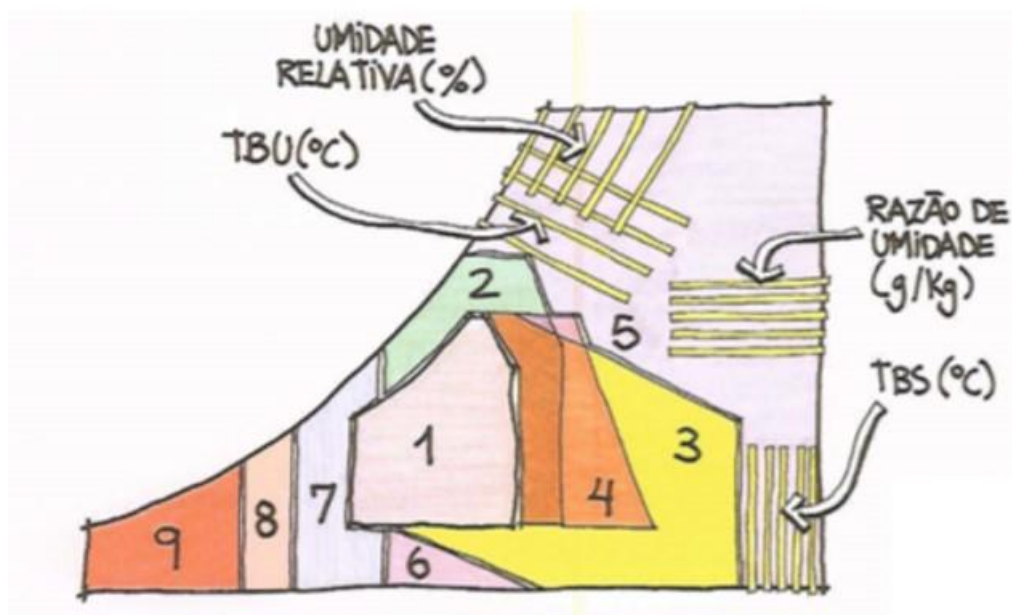 UMIDADE
RELATIVA (%)
TBU (°C)
RAZÃO DE
UMIDADE
(g/Kg)
TBS (°C)
2
5
1
3
4
7
8
9
6